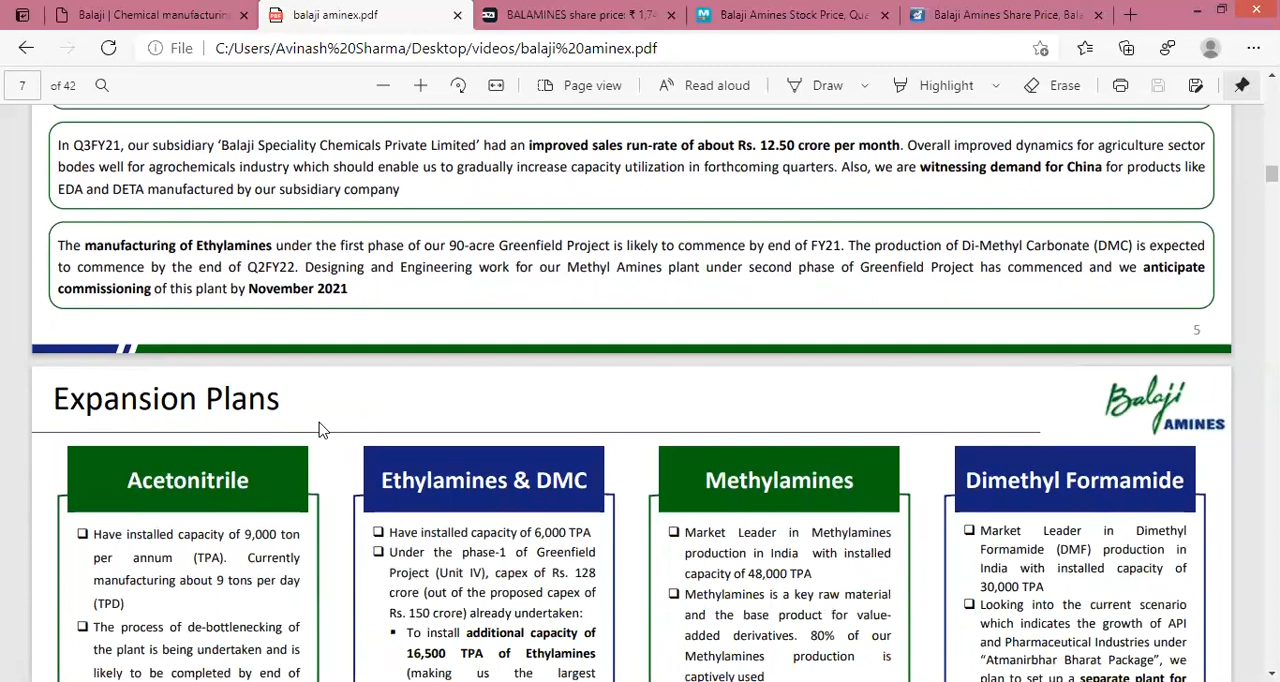 Balaji | Chemical manufacturin
balaji aminex.pdf
BALAMINES share price: ₹ 1,74
Balaji Amines Stock Price, Quo
Balaji Amines Share Price, Bala
File
C:/Users/Avinash%20Sharma/Desktop/videos/balaji%20aminex.pdf
7 of 42
Page view
Read aloud
Draw
Highlight
Erase
In Q3FY21, our subsidiary ‘Balaji Speciality Chemicals Private Limited’ had an improved sales run-rate of about Rs. 12.50 crore per month. Overall improved dynamics for agriculture sector
bodes well for agrochemicals industry which should enable us to gradually increase capacity utilization in forthcoming quarters. Also, we are witnessing demand for China for products like
EDA and DETA manufactured by our subsidiary company
The manufacturing of Ethylamines under the first phase of our 90-acre Greenfield Project is likely to commence by end of FY21. The production of Di-Methyl Carbonate (DMC) is expected
to commence by the end of Q2FY22. Designing and Engineering work for our Methyl Amines plant under second phase of Greenfield Project has commenced and we anticipate
commissioning of this plant by November 2021
5
Expansion Plans
Balaji
AMINES
Acetonitrile
Have installed capacity of 9,000 ton
per annum (TPA). Currently
manufacturing about 9 tons per day
(TPD)
The process of de-bottlenecking of
the plant is being undertaken and is
likely to be completed by end of
Ethylamines & DMC
Have installed capacity of 6,000 TPA
Under the phase-1 of Greenfield
Project (Unit IV), capex of Rs. 128
crore (out of the proposed capex of
Rs. 150 crore) already undertaken:
To install additional capacity of
16,500 TPA of Ethylamines
(making us the largest
Methylamines
Market Leader in Methylamines
production in India with installed
capacity of 48,000 TPA
Methylamines is a key raw material
and the base product for value-
added derivatives. 80% of our
Methylamines production is
captively used
Dimethyl Formamide
Market Leader in Dimethyl
Formamide (DMF) production in
India with installed capacity of
30,000 TPA
Looking into the current scenario
which indicates the growth of API
and Pharmaceutical Industries under
“Atmanirbhar Bharat Package”, we
plan to set up a separate plant for